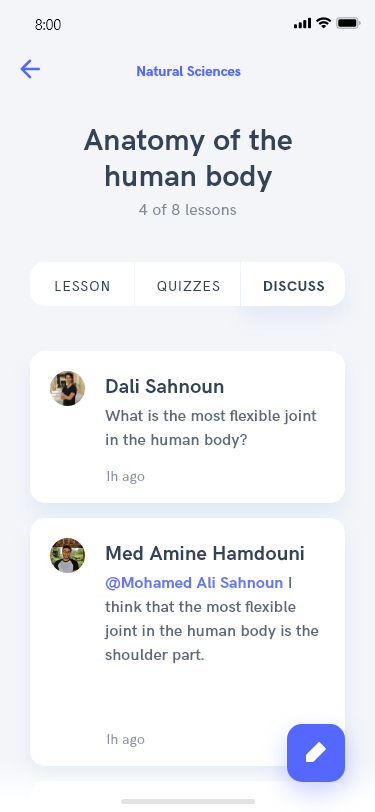 8:00
Natural Sciences
Anatomy of the
human body
4 of 8 lessons
LESSON QUIZZES DISCUSS
Dali Sahnoun
What is the most flexible joint
in the human body?
1h ago
Med Amine Hamdouni
@Mohamed Ali Sahnoun I
think that the most flexible
joint in the human body is the
shoulder part.
1h ago